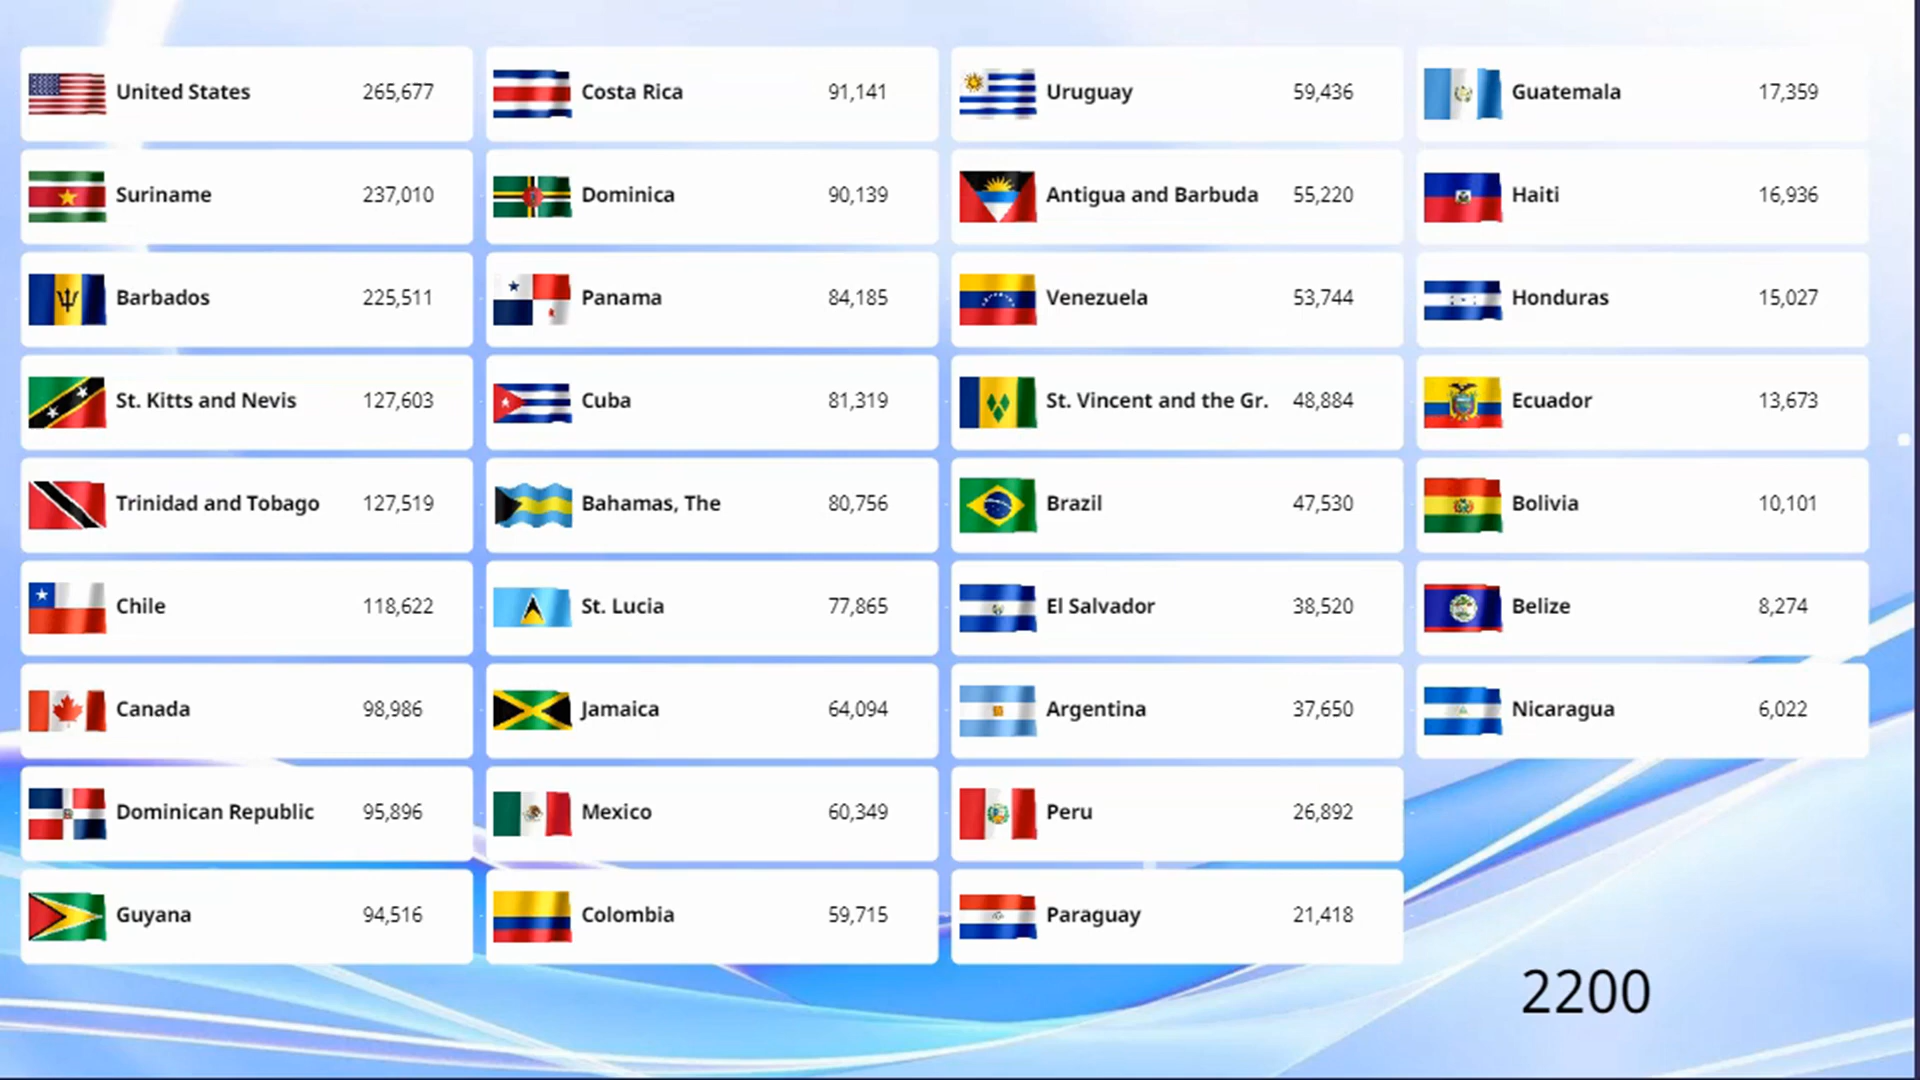 United States 265,677
Suriname 237,010
Barbados 225,511
St. Kitts and Nevis 127,603
Trinidad and Tobago 127,519
Chile 118,622
Canada 98,986
Dominican Republic 95,896
Guyana 94,516
Costa Rica 91,141
Dominica 90,139
Panama 84,185
Cuba 81,319
Bahamas, The 80,756
St. Lucia 77,865
Jamaica 64,094
Mexico 60,349
Colombia 59,715
Uruguay 59,436
Antigua and Barbuda 55,220
Venezuela 53,744
St. Vincent and the Gr. 48,884
Brazil 47,530
El Salvador 38,520
Argentina 37,650
Peru 26,892
Paraguay 21,418
Guatemala 17,359
Haiti 16,936
Honduras 15,027
Ecuador 13,673
Bolivia 10,101
Belize 8,274
Nicaragua 6,022
2200